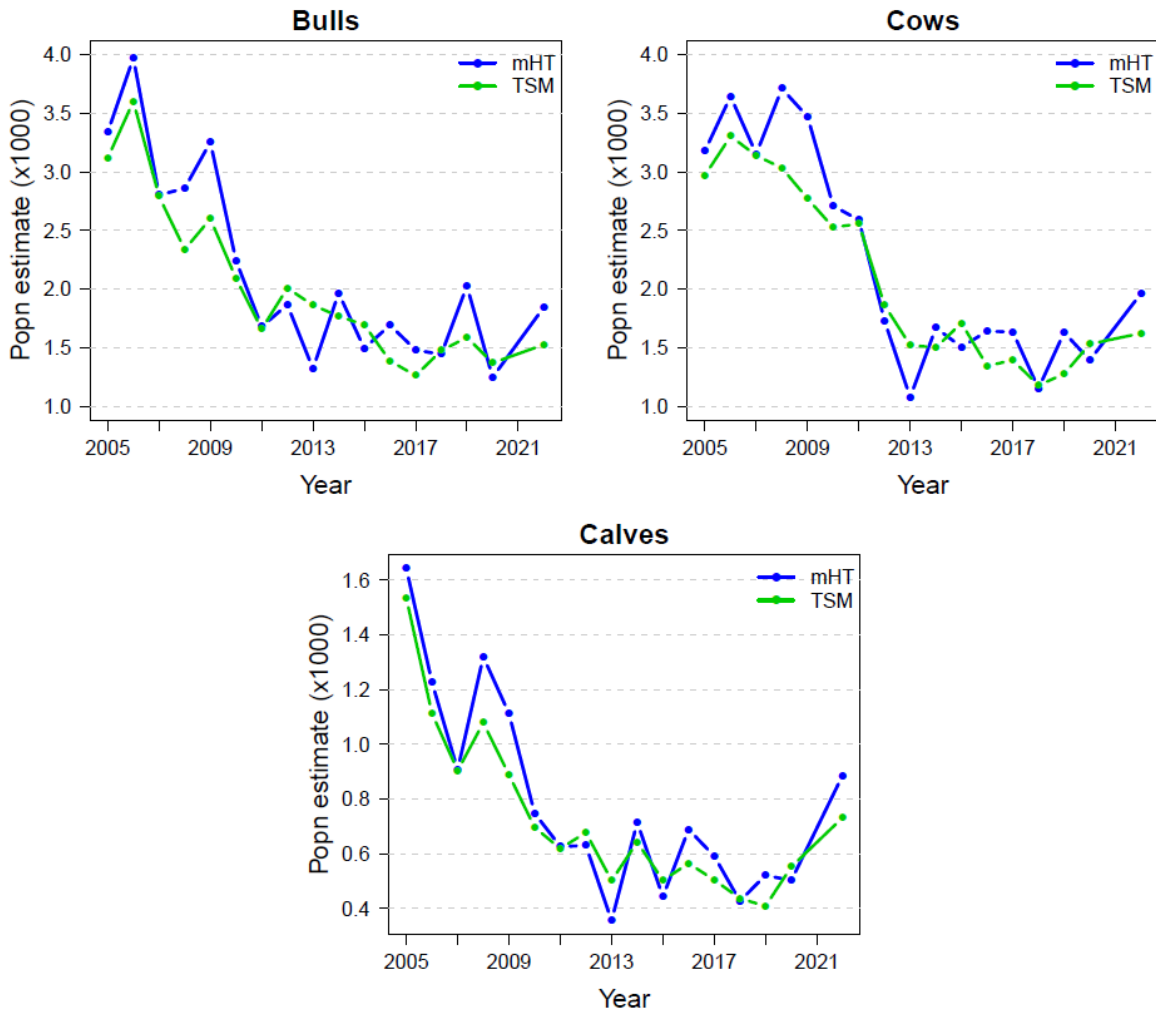 Bulls
Popn estimate (x1000)
4.0
3.5
3.0
2.5
2.0
1.5
1.0
mHT
TSM
2005 2009 2013 2017 2021
Year
Cows
Popn estimate (x1000)
4.0
3.5
3.0
2.5
2.0
1.5
1.0
mHT
TSM
2005 2009 2013 2017 2021
Year
Calves
Popn estimate (x1000)
1.6
1.4
1.2
1.0
0.8
0.6
0.4
mHT
TSM
2005 2009 2013 2017 2021
Year